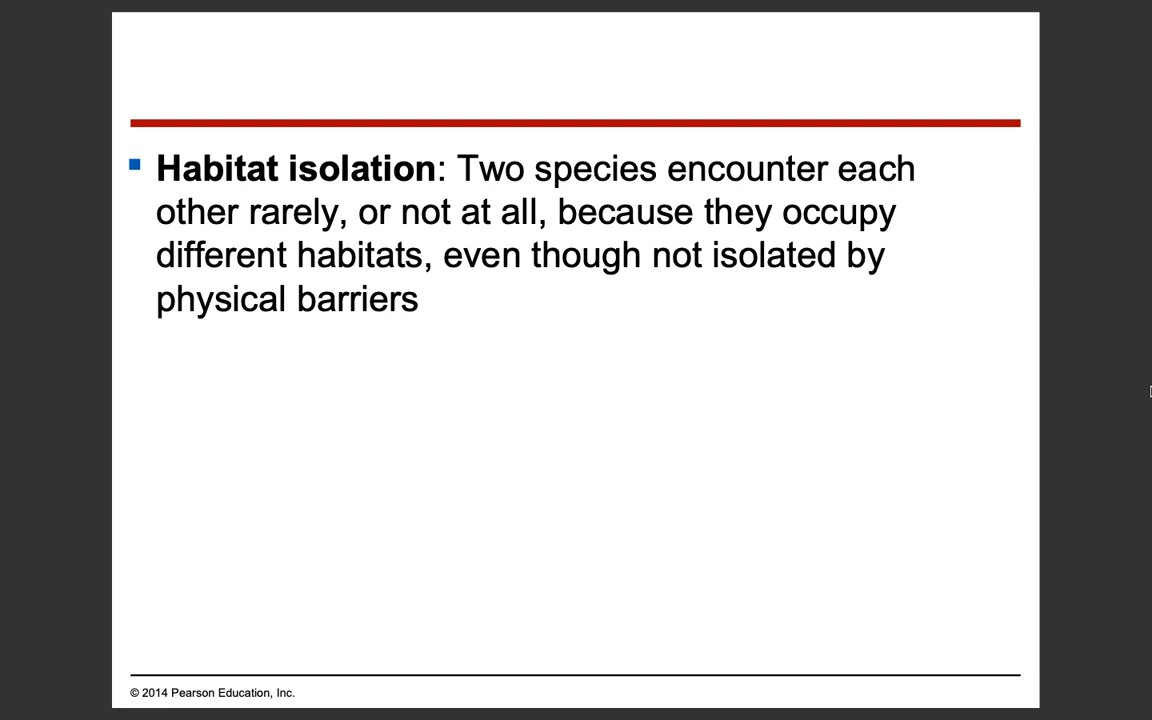 Habitat isolation: Two species encounter each
other rarely, or not at all, because they occupy
different habitats, even though not isolated by
physical barriers
© 2014 Pearson Education, Inc.